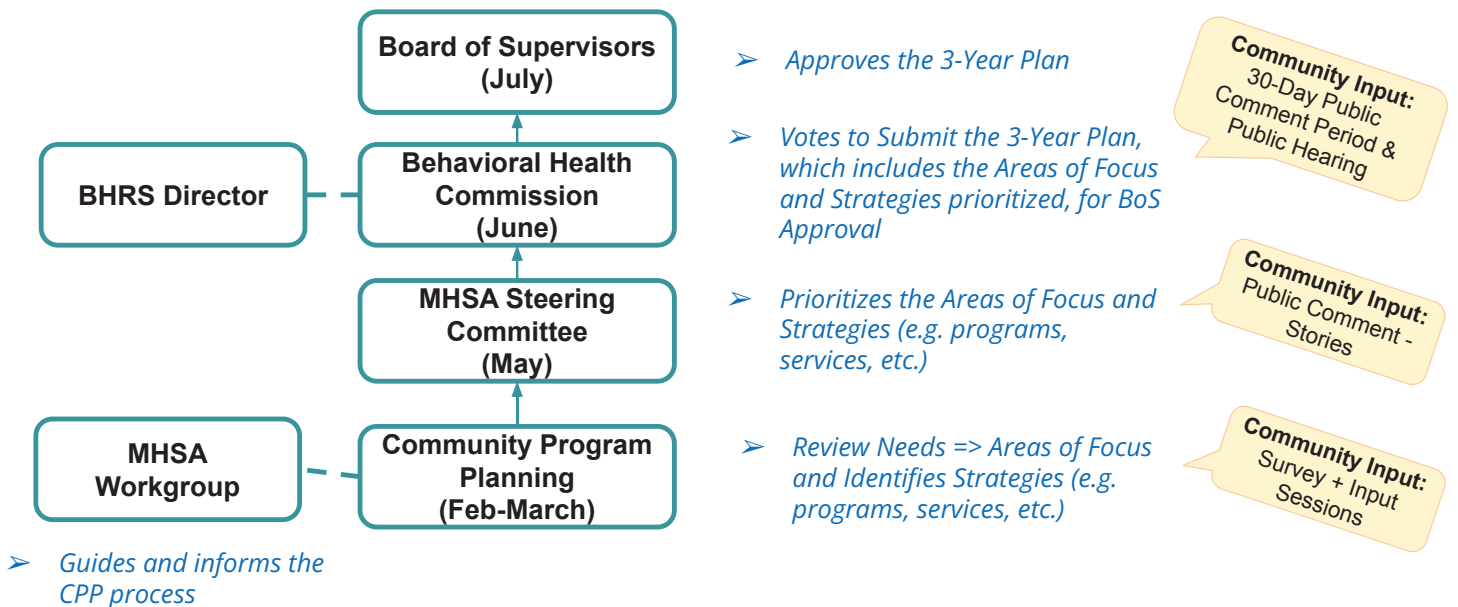 Board of Supervisors
(July)
➢ Approves the 3-Year Plan
Community Input:
30-Day Public
Comment Period &
Public Hearing
BHRS Director
Behavioral Health
Commission
(June)
➢ Votes to Submit the 3-Year Plan,
which includes the Areas of Focus
and Strategies prioritized, for BoS
Approval
MHSA Steering
Committee
(May)
➢ Prioritizes the Areas of Focus and
Strategies (e.g. programs,
services, etc.)
Community Input:
Public Comment -
Stories
MHSA
Workgroup
Community Program
Planning
(Feb-March)
➢ Review Needs => Areas of Focus
and Identifies Strategies (e.g.
programs, services, etc.)
Community Input:
Survey + Input
Sessions
➢ Guides and informs the
CPP process